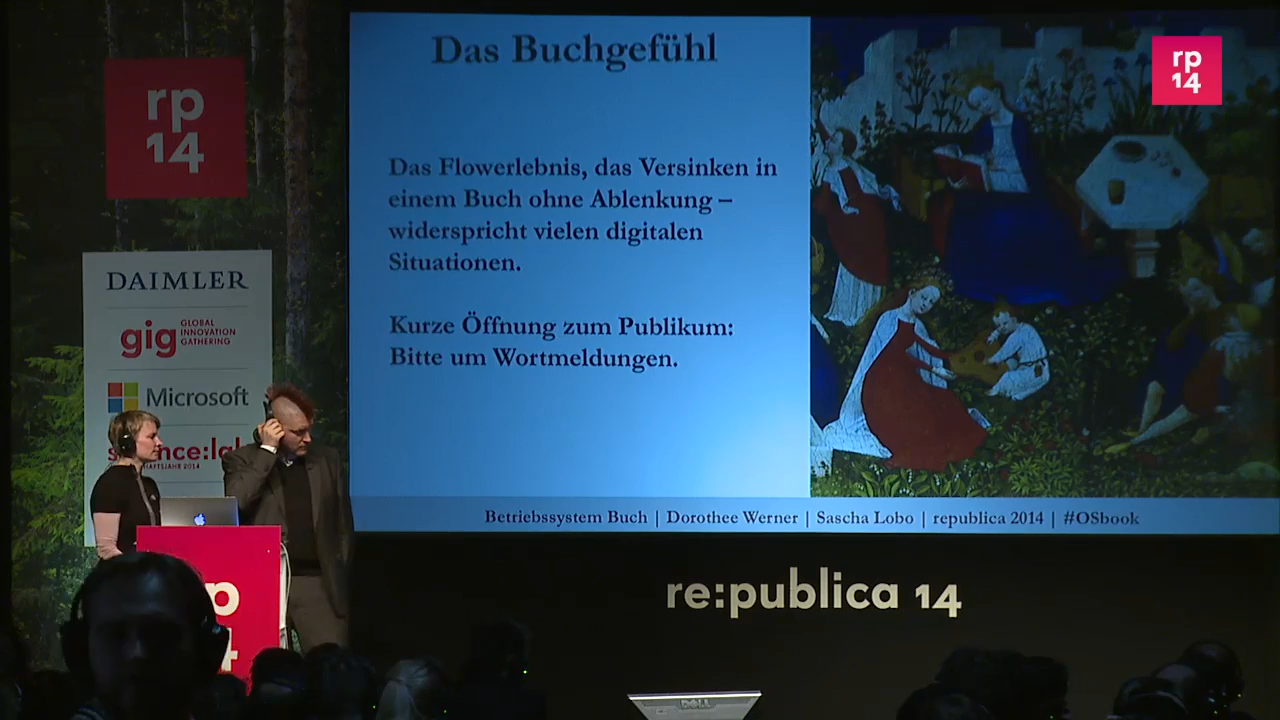 Das Buchgefühl
rp
14
rp
14
Das Flowerlebnis, das Versinken in
einem Buch ohne Ablenkung –
widerspricht vielen digitalen
Situationen.
Kurze Öffnung zum Publikum:
Bitte um Wortmeldungen.
DAIMLER
gig GLOBAL
INNOVATION
GATHERING
Microsoft
2014
Betriebssystem Buch | Dorothee Werner | Sascha Lobo | republica 2014 | #OSbook
re:publica 14
DELL